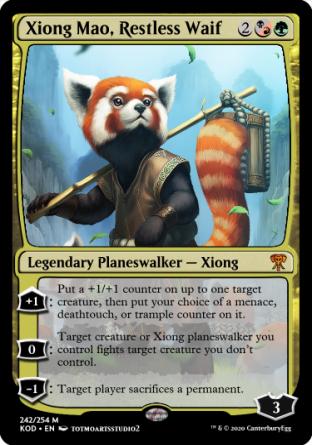 Xiong Mao, Restless Waif 2
Legendary Planeswalker — Xiong
+1: Put a +1/+1 counter on up to one target
creature, then put your choice of a menace,
deathtouch, or trample counter on it.
0: Target creature or Xiong planeswalker you
control fights target creature you don't
control.
-1: Target player sacrifices a permanent.
3
242/254 M
KOD • EN TOTMOARTSSTUDIO2
™ & © 2020 CanterburyEgg